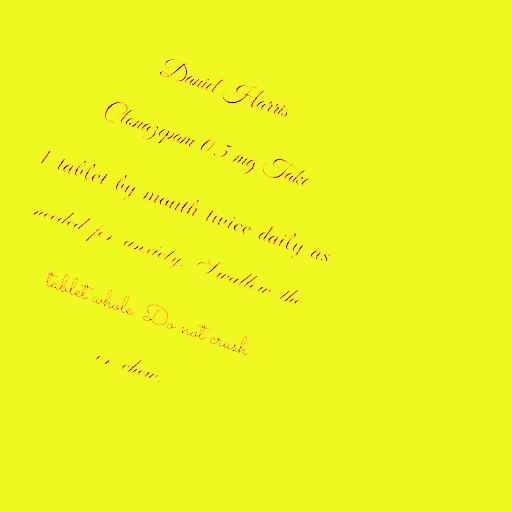 Daniel Harris
Clonazepam 0.5 mg Take
1 tablet by mouth twice daily as
needed for anxiety. Swallow the
tablet whole. Do not crush
or chew.